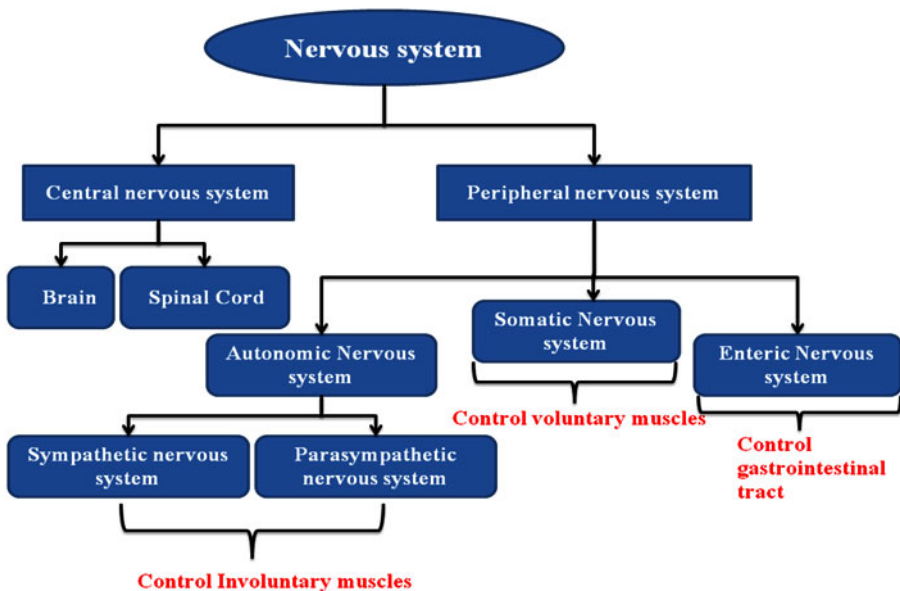 Nervous system
Central nervous system
Peripheral nervous system
Brain
Spinal Cord
Autonomic Nervous
system
Somatic Nervous
system
Enteric Nervous
system
Control voluntary muscles
Control
gastrointestinal
tract
Sympathetic nervous
system
Parasympathetic
nervous system
Control Involuntary muscles